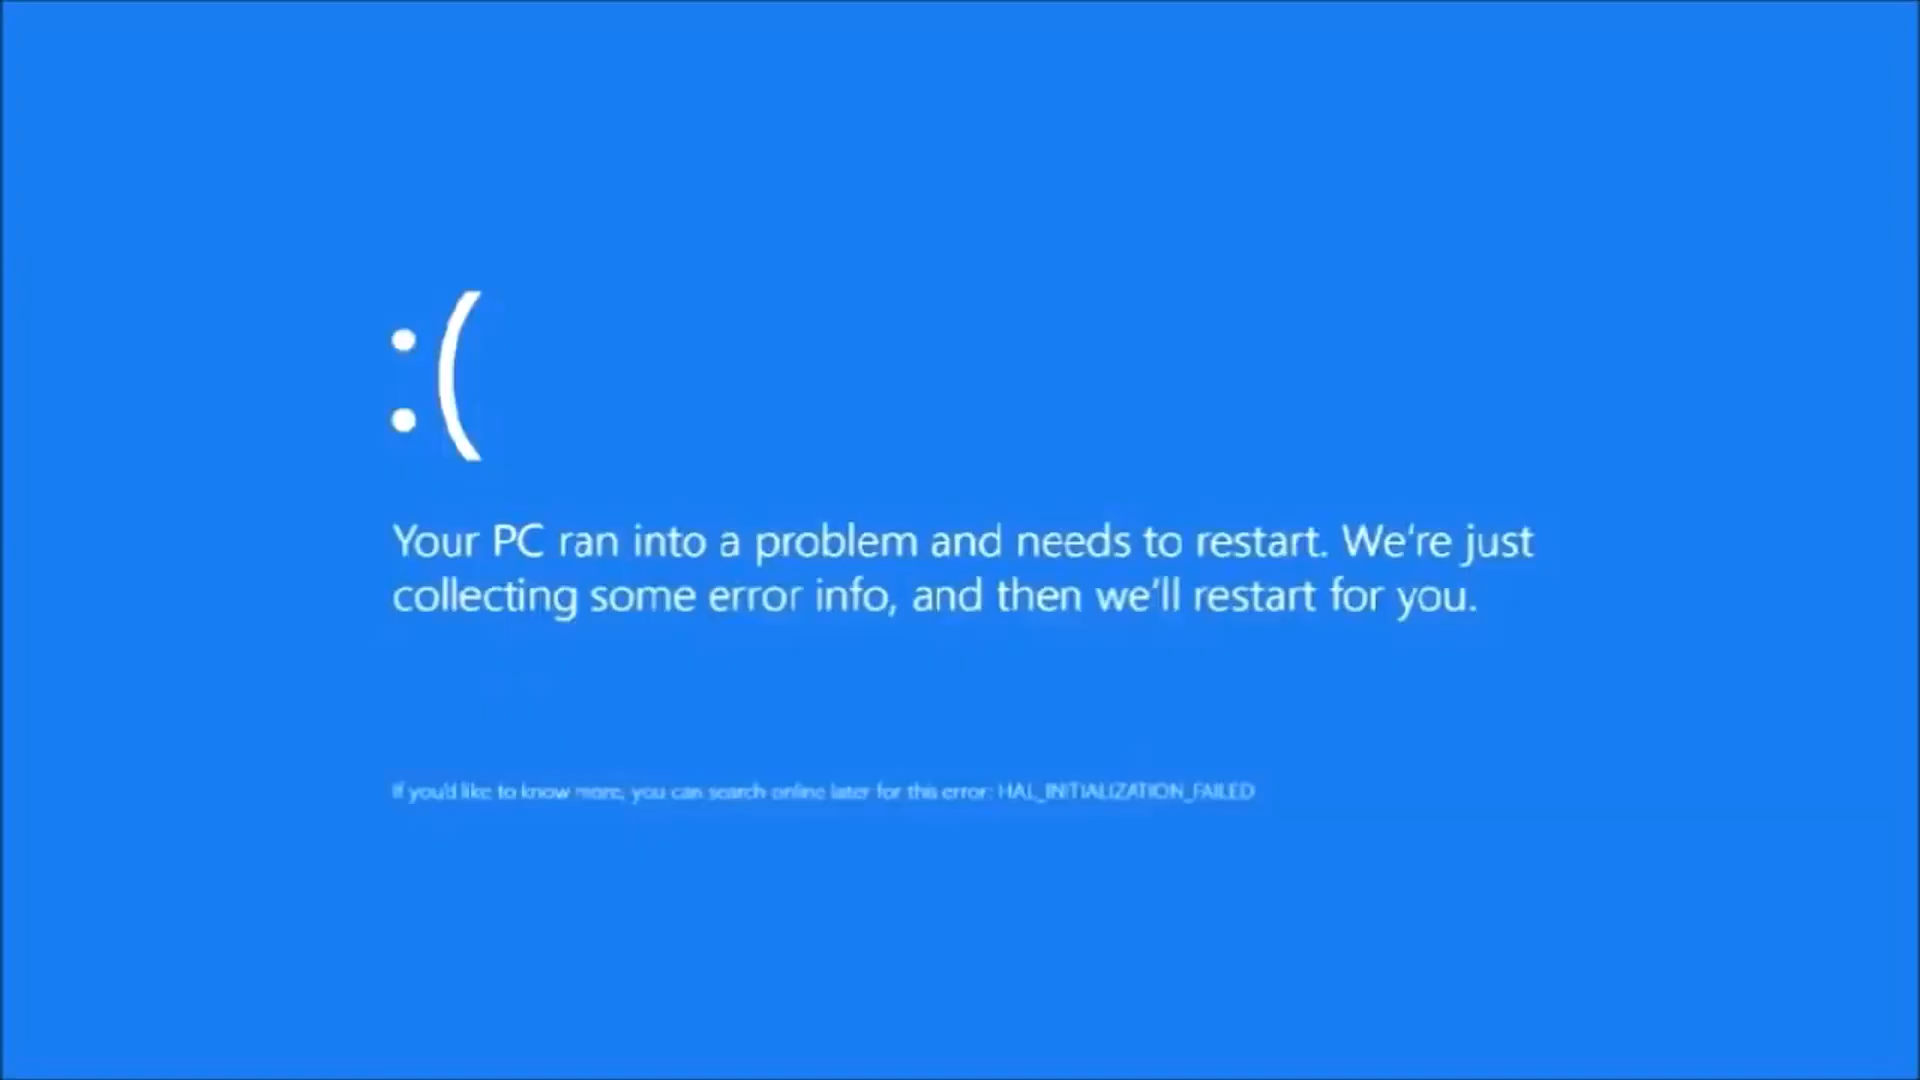 :(
Your PC ran into a problem and needs to restart. We're just
collecting some error info, and then we'll restart for you.
If you'd like to know more, you can search online later for this error: HAL_INITIALIZATION_FAILED